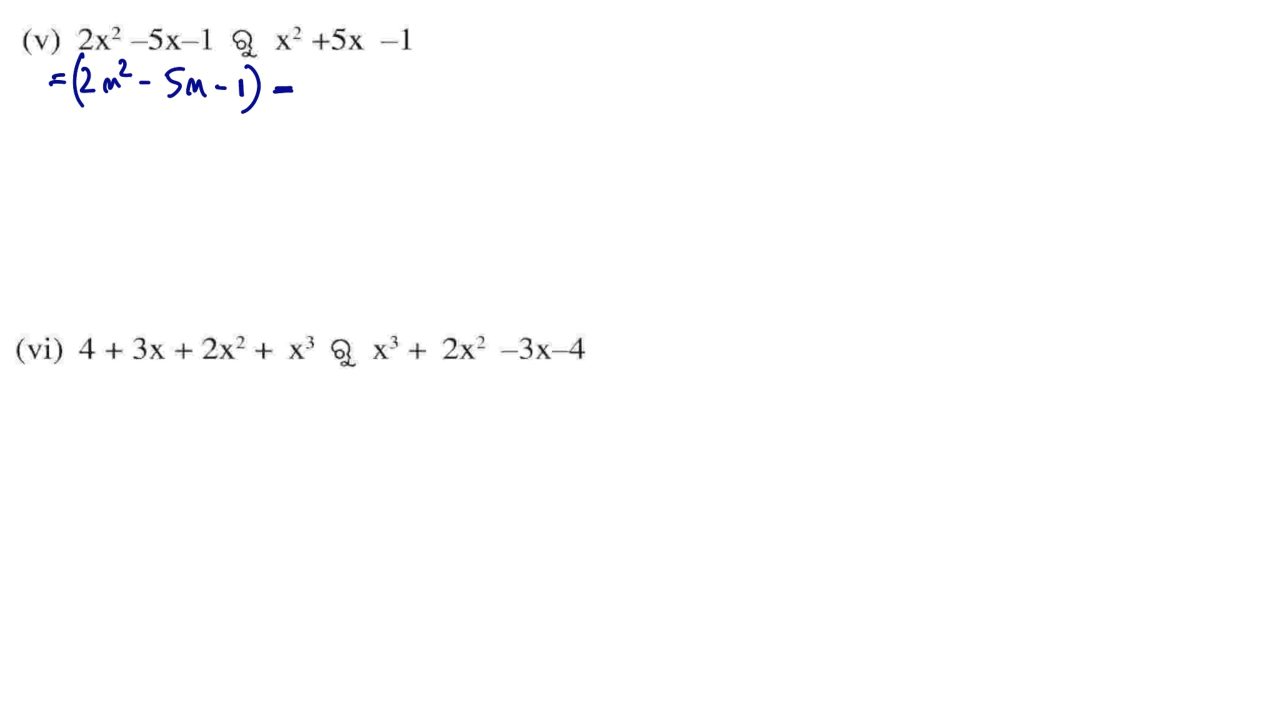 (v) 2x² –5x–1 ରୁ x² +5x –1
=(2x² - 5x - 1) -
(vi) 4 + 3x + 2x² + x³ ରୁ x³ + 2x² –3x–4